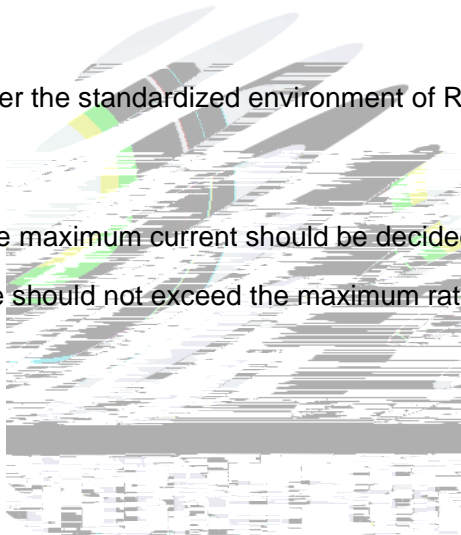 er the standardized environment of R
e maximum current should be decided
e should not exceed the maximum rat